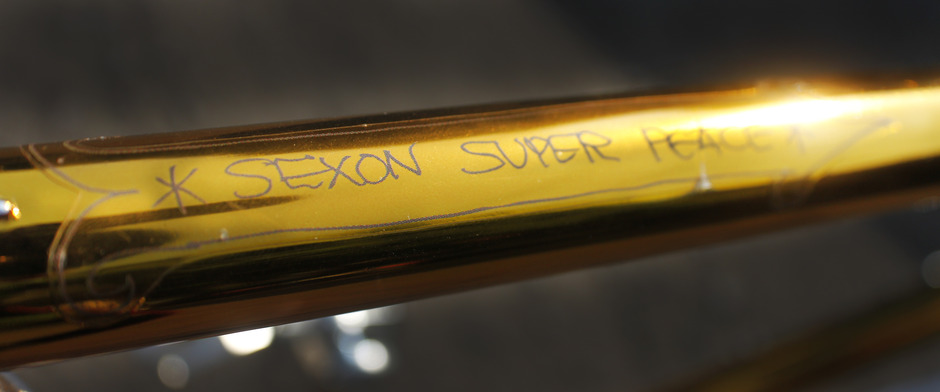 * SEXON SUPER PEACE *